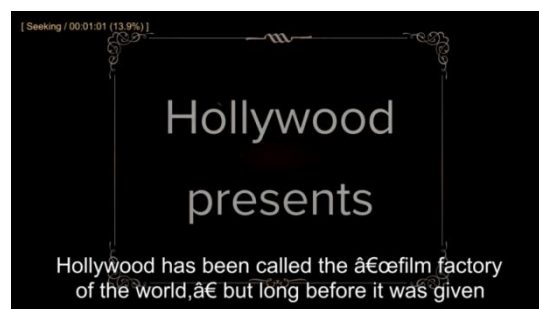 [ Seeking / 00:01:01 (13.9%) ]
Hollywood
presents
Hollywood has been called the â€œfilm factory
of the world,â€ but long before it was given